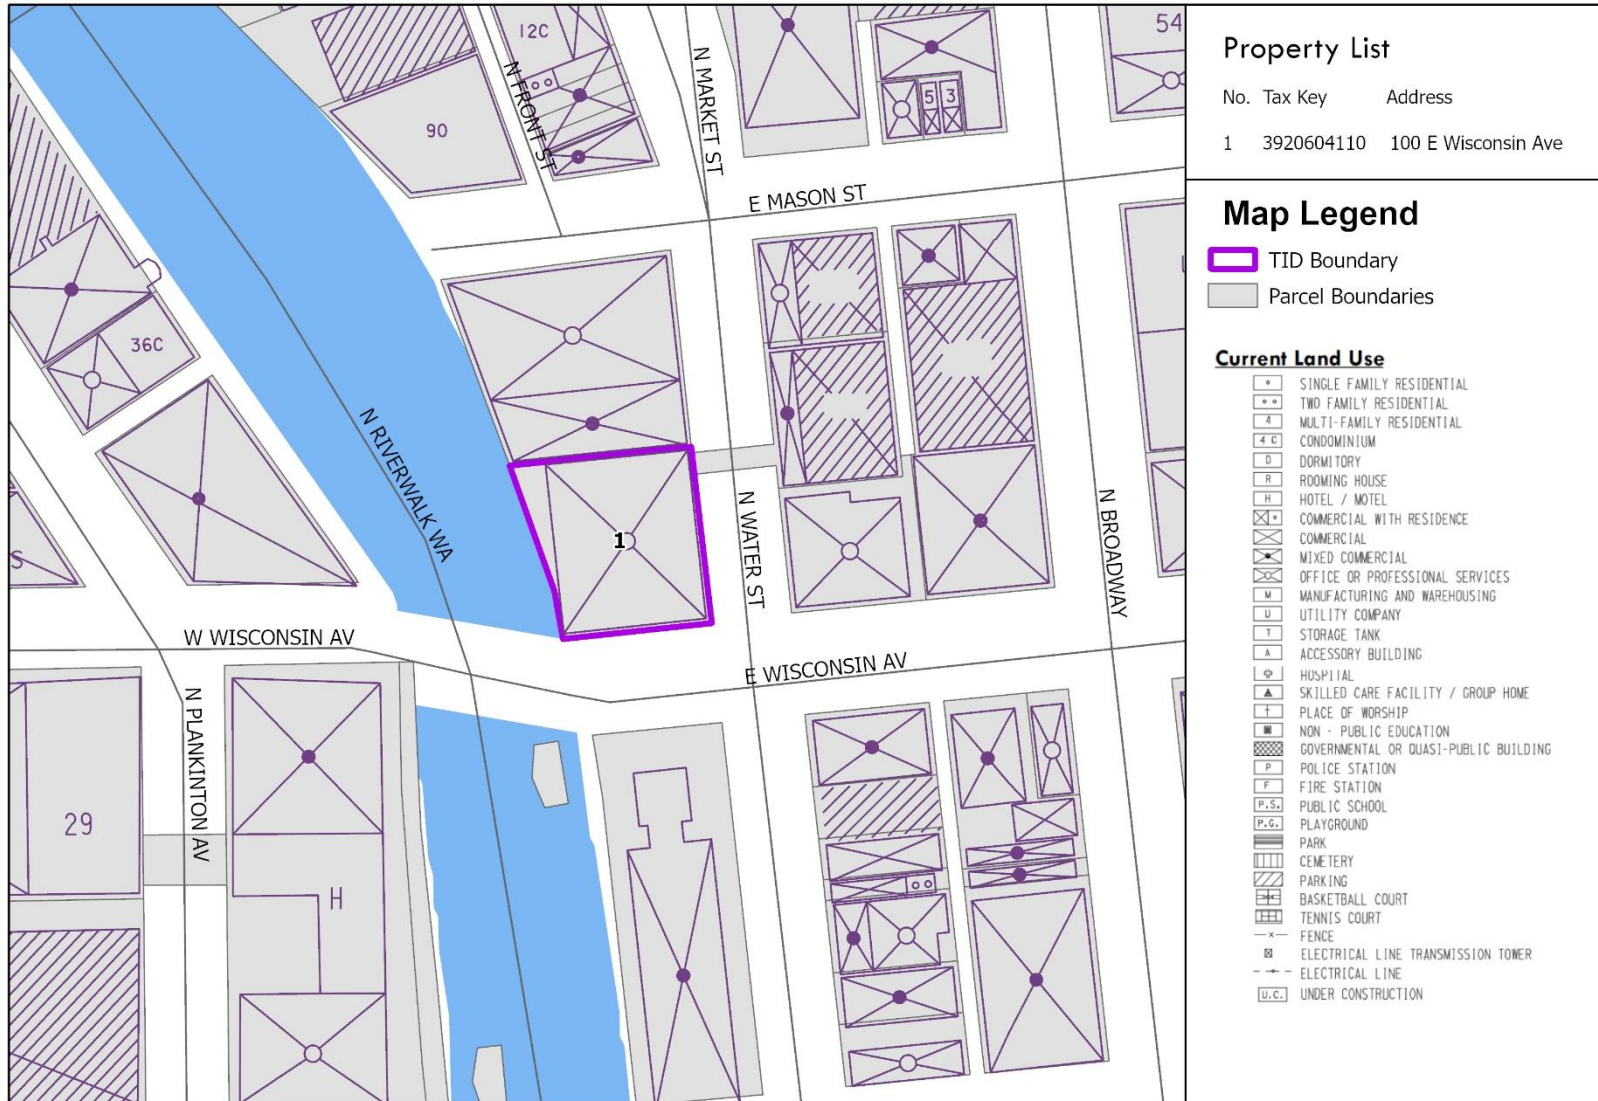 12C
54
N FRONT ST
N MARKET ST
90
5 3
E MASON ST
36C
N RIVERWALK WA
1
N WATER ST
N BROADWAY
S
W WISCONSIN AV
E WISCONSIN AV
N PLANKINTON AV
29
H
Property List
No. Tax Key Address
1 3920604110 100 E Wisconsin Ave
Map Legend
TID Boundary
Parcel Boundaries
Current Land Use
SINGLE FAMILY RESIDENTIAL
TWO FAMILY RESIDENTIAL
4 MULTI-FAMILY RESIDENTIAL
4 C CONDOMINIUM
D DORMITORY
R ROOMING HOUSE
H HOTEL / MOTEL
COMMERCIAL WITH RESIDENCE
COMMERCIAL
MIXED COMMERCIAL
OFFICE OR PROFESSIONAL SERVICES
M MANUFACTURING AND WAREHOUSING
U UTILITY COMPANY
T STORAGE TANK
A ACCESSORY BUILDING
HOSPITAL
SKILLED CARE FACILITY / GROUP HOME
PLACE OF WORSHIP
NON - PUBLIC EDUCATION
GOVERNMENTAL OR QUASI-PUBLIC BUILDING
P POLICE STATION
F FIRE STATION
P.S. PUBLIC SCHOOL
P.G. PLAYGROUND
PARK
CEMETERY
PARKING
BASKETBALL COURT
TENNIS COURT
FENCE
ELECTRICAL LINE TRANSMISSION TOWER
ELECTRICAL LINE
U.C. UNDER CONSTRUCTION